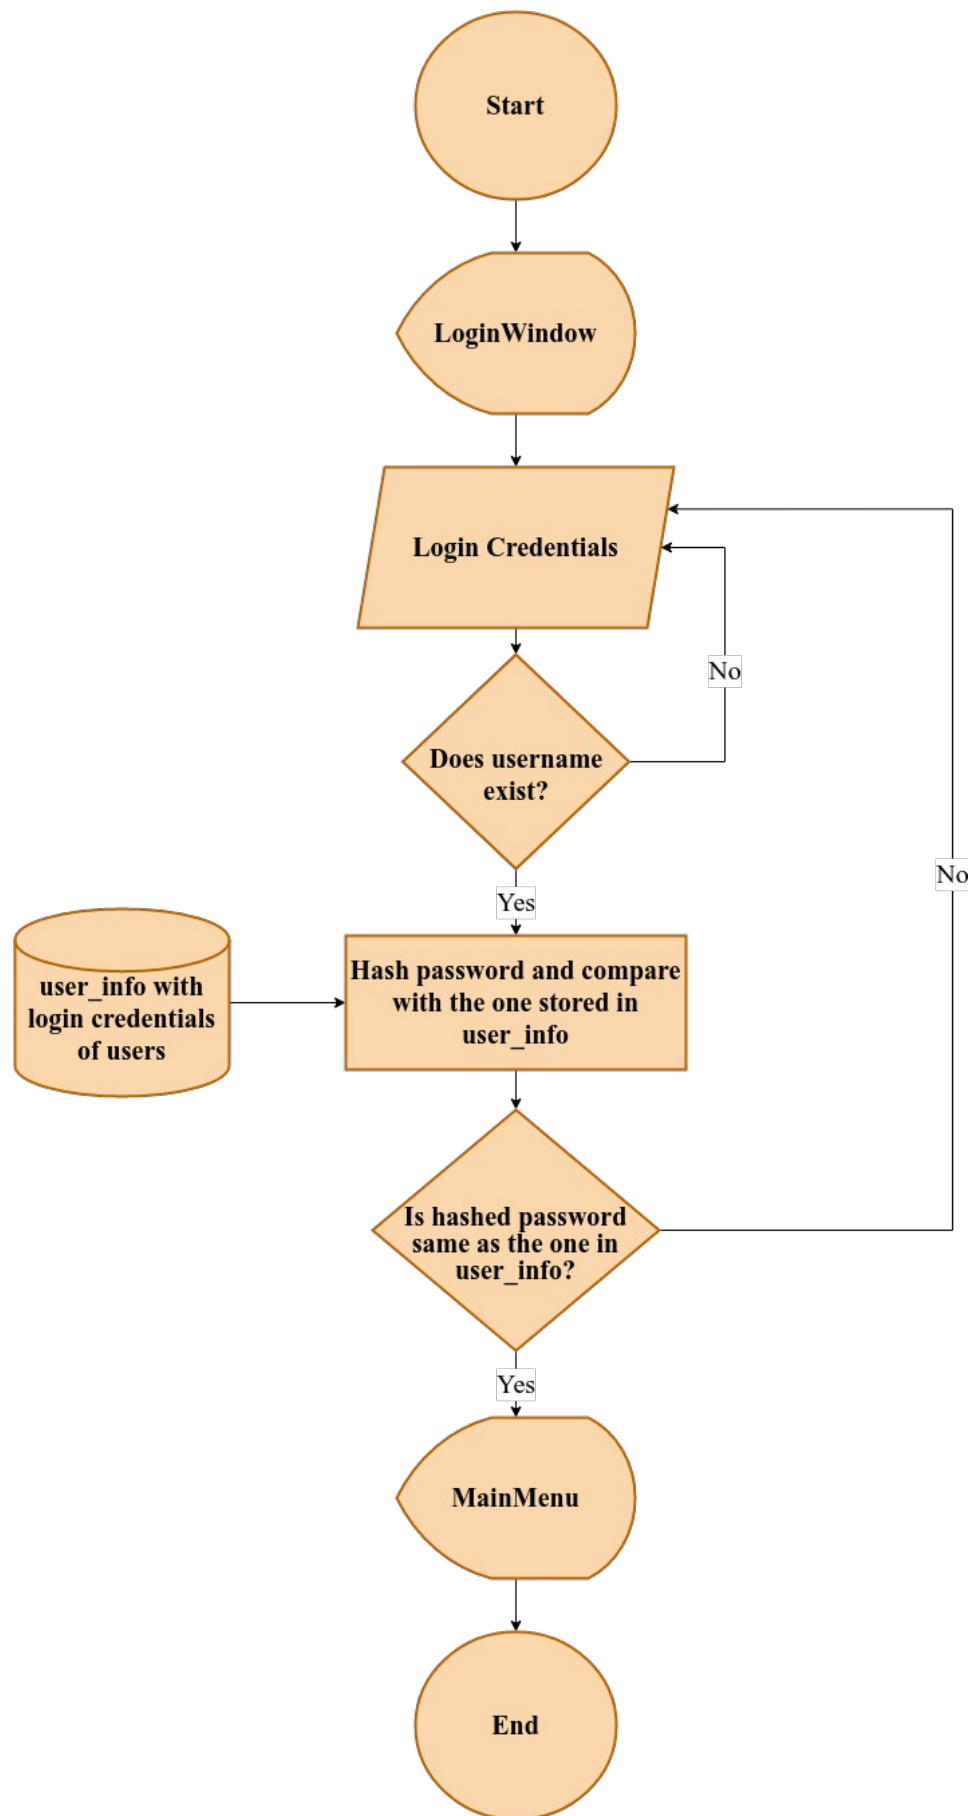 Start
LoginWindow
Login Credentials
No
Does username
exist?
Yes
No
user_info with
login credentials
of users
Hash password and compare
with the one stored in
user_info
Is hashed password
same as the one in
user_info?
Yes
MainMenu
End